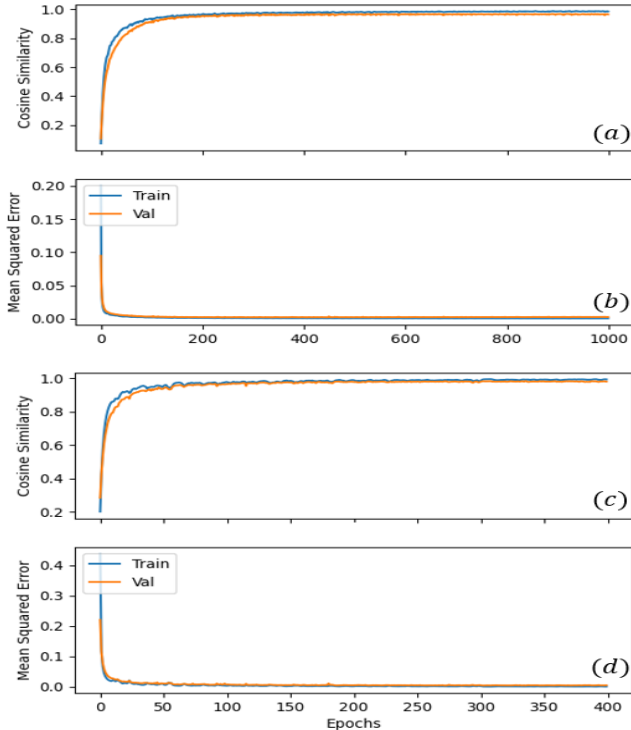 1.0
0.8
0.6
0.4
0.2
Cosine Similarity
(a)
0.20
0.15
0.10
0.05
0.00
Mean Squared Error
Train
Val
(b)
0 200 400 600 800 1000
1.0
0.8
0.6
0.4
0.2
Cosine Similarity
(c)
0.4
0.3
0.2
0.1
0.0
Mean Squared Error
Train
Val
(d)
0 50 100 150 200 250 300 350 400
Epochs